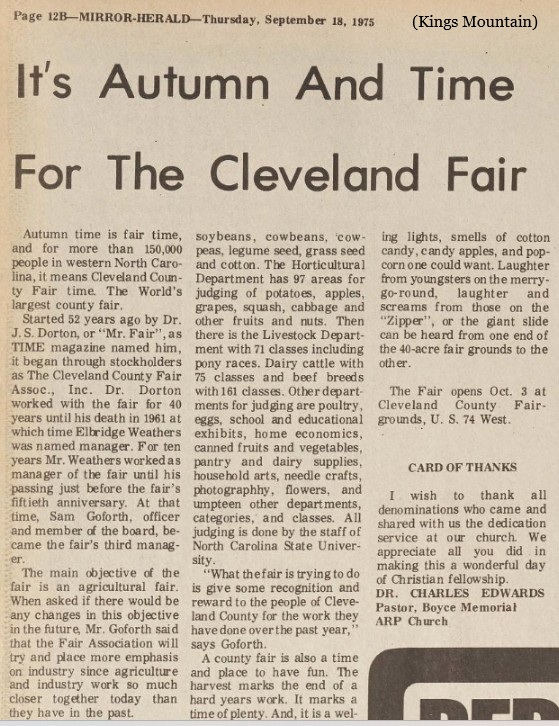 Page 12B—MIRROR-HERALD—Thursday, September 18, 1975
(Kings Mountain)
It's Autumn And Time
For The Cleveland Fair
Autumn time is fair time,
and for more than 150,000
people in western North Caro-
lina, it means Cleveland Coun-
ty Fair time. The World's
largest county fair.
Started 52 years ago by Dr.
J. S. Dorton, or "Mr. Fair", as
TIME magazine named him,
it began through stockholders
as The Cleveland County Fair
Assoc., Inc. Dr. Dorton
worked with the fair for 40
years until his death in 1961 at
which time Elbridge Weathers
was named manager. For ten
years Mr. Weathers worked as
manager of the fair until his
passing just before the fair's
fiftieth anniversary. At that
time, Sam Goforth, officer
and member of the board, be-
came the fair's third manag-
er.
The main objective of the
fair is an agricultural fair.
When asked if there would be
any changes in this objective
in the future, Mr. Goforth said
that the Fair Association will
try and place more emphasis
on industry since agriculture
and industry work so much
closer together today than
they have in the past.
soybeans, cowbeans, cow-
peas, legume seed, grass seed
and cotton. The Horticultural
Department has 97 areas for
judging of potatoes, apples,
grapes, squash, cabbage and
other fruits and nuts. Then
there is the Livestock Depart-
ment with 71 classes including
pony races. Dairy cattle with
75 classes and beef breeds
with 161 classes. Other depart-
ments for judging are poultry,
eggs, school and educational
exhibits, home economics,
canned fruits and vegetables,
pantry and dairy supplies,
household arts, needle crafts,
photographhy, flowers, and
umpteen other departments,
categories, and classes. All
judging is done by the staff of
North Carolina State Univer-
sity.
"What the fair is trying to do
is give some recognition and
reward to the people of Cleve-
land County for the work they
have done over the past year,"
says Goforth.
A county fair is also a time
and place to have fun. The
harvest marks the end of a
hard years work. It marks a
time of plenty. And, it is a wel-
ing lights, smells of cotton
candy, candy apples, and pop-
corn one could want. Laughter
from youngsters on the merry-
go-round, laughter and
screams from those on the
"Zipper", or the giant slide
can be heard from one end of
the 40-acre fair grounds to the
other.
The Fair opens Oct. 3 at
Cleveland County Fair-
grounds, U. S. 74 West.
CARD OF THANKS
I wish to thank all
denominations who came and
shared with us the dedication
service at our church. We
appreciate all you did in
making this a wonderful day
of Christian fellowship.
DR. CHARLES EDWARDS
Pastor, Boyce Memorial
ARP Church